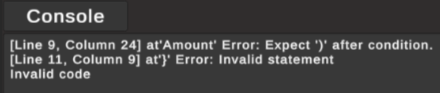 Console
[Line 9, Column 24] at'Amount' Error: Expect ')' after condition.
[Line 11, Column 9] at'}' Error: Invalid statement
Invalid code